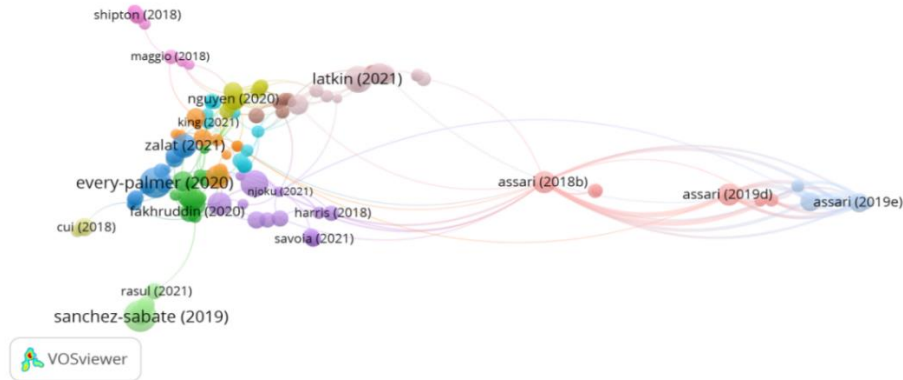 shipton (2018)
maggio (2018)
latkin (2021)
nguyen (2020)
king (2021)
zalat (2021)
every-palmer (2020)
assari (2018b)
njoku (2021)
assari (2019d)
assari (2019e)
fakhruddin (2020)
harris (2018)
cui (2018)
savola (2021)
rasul (2021)
sanchez-sabate (2019)
VOSviewer